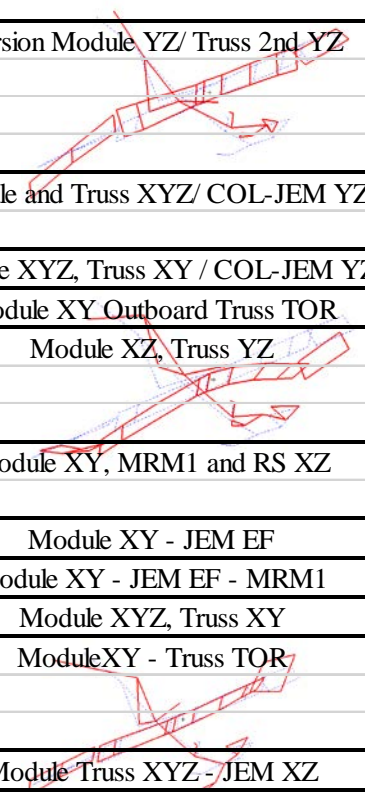 rsion Module YZ/ Truss 2nd YZ
le and Truss XYZ/ COL-JEM YZ
e XYZ, Truss XY / COL-JEM YZ
odule XY Outboard Truss TOR
Module XZ, Truss YZ
odule XY, MRM1 and RS XZ
Module XY - JEM EF
odule XY - JEM EF - MRM1
Module XYZ, Truss XY
ModuleXY - Truss TOR
Module Truss XYZ - JEM XZ